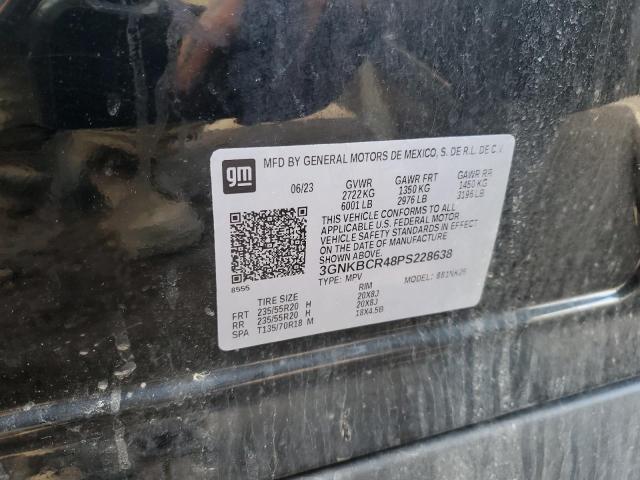 gm
MFD BY GENERAL MOTORS DE MEXICO, S. DE R.L. DE C.V
06/23 GVWR GAWR FRT GAWR RR
2722 KG 1350 KG 1450 KG
6001 LB 2976 LB 3196 LB
THIS VEHICLE CONFORMS TO ALL
APPLICABLE U.S. FEDERAL MOTOR
VEHICLE SAFETY STANDARDS IN EFFECT
ON THE DATE OF MANUFACTURE
SHOWN ABOVE.
3GNKBCR48PS228638
8555 TYPE: MPV MODEL:
TIRE SIZE RIM
FRT 235/55R20 H 20X8J
RR 235/55R20 H 20X8J
SPA T135/70R18 M 18X4.5B